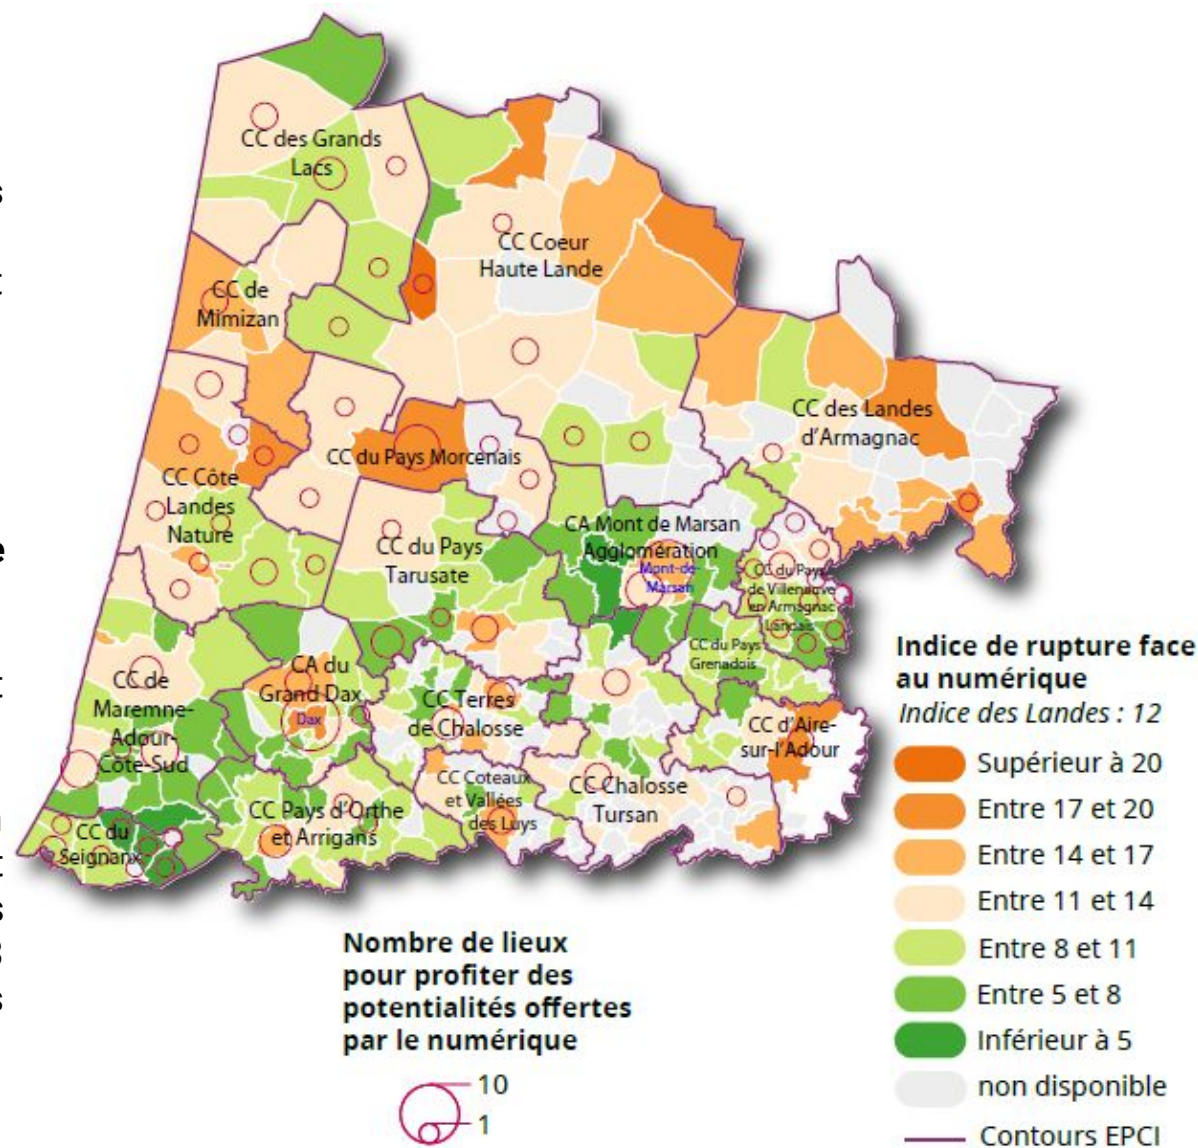 s
t
e
s
s
CC des Grands
Lacs
CC Coeur
Haute Lande
CC de
Mimizan
CC des Landes
d'Armagnac
CC du Pays Morcenais
CC Côte
Landes
Nature
CA Mont de Marsan
Agglomération
Mont-de-
Marsan
CC du Pays
Tarusate
CC du Pays
de Villeneuve
en Armagnac
Landais
CC du Pays
Grenadois
CA du
Grand Dax
Dax
CC de
Maremne-
Adour-
Côte-Sud
CC Terres
de Chalosse
CC d'Aire-
sur-l'Adour
CC Coteaux
et Vallées
des Luys
CC Chalosse
Tursan
CC Pays d'Orthe
et Arrigans
CC du
Seignanx
Indice de rupture face
au numérique
Indice des Landes : 12
Supérieur à 20
Entre 17 et 20
Entre 14 et 17
Entre 11 et 14
Entre 8 et 11
Entre 5 et 8
Inférieur à 5
non disponible
Contours EPCI
Nombre de lieux
pour profiter des
potentialités offertes
par le numérique
10
1